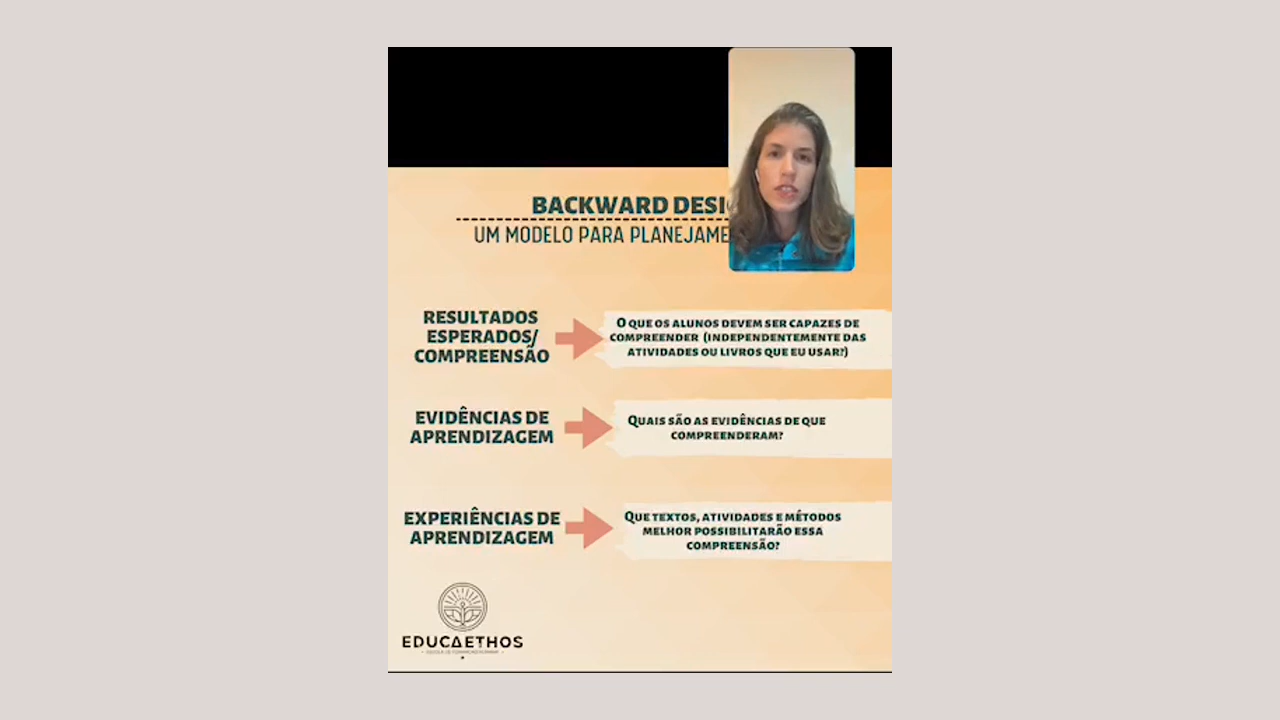 BACKWARD DESI
UM MODELO PARA PLANEJAME
RESULTADOS
ESPERADOS/
COMPREENSÃO
O QUE OS ALUNOS DEVEM SER CAPAZES DE
COMPREENDER (INDEPENDENTEMENTE DAS
ATIVIDADES OU LIVROS QUE EU USAR?)
EVIDÊNCIAS DE
APRENDIZAGEM
QUAIS SÃO AS EVIDÊNCIAS DE QUE
COMPREENDERAM?
EXPERIÊNCIAS DE
APRENDIZAGEM
QUE TEXTOS, ATIVIDADES E MÉTODOS
MELHOR POSSIBILITARÃO ESSA
COMPREENSÃO?
EDUCAETHOS